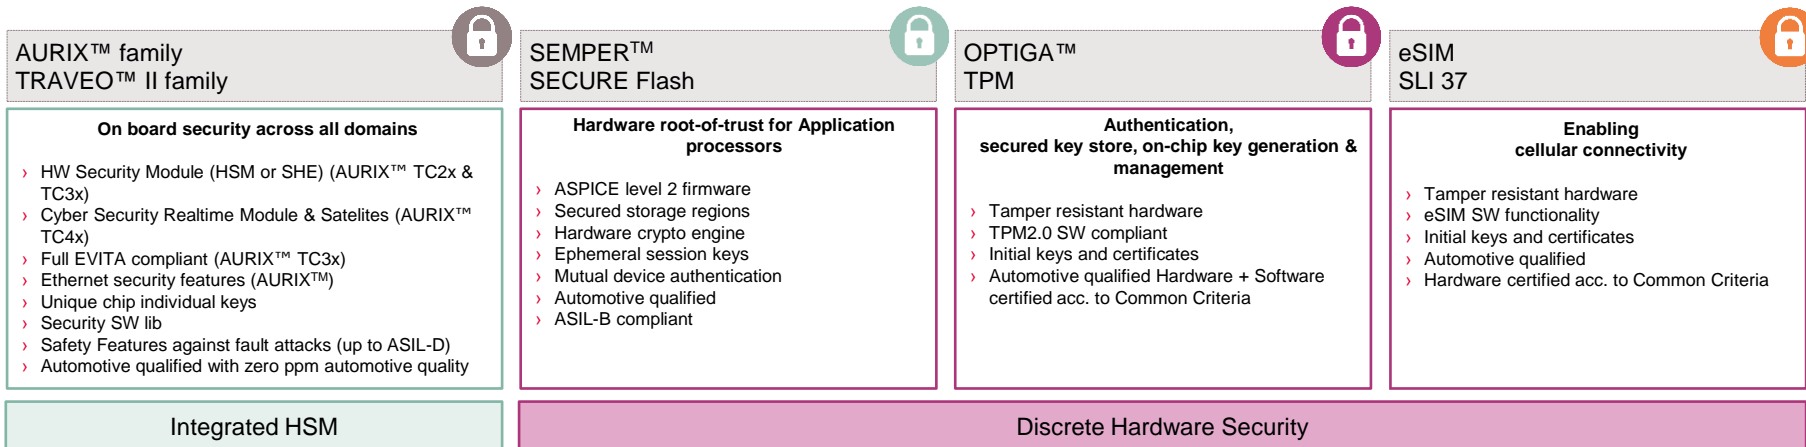 AURIX™ family
TRAVEO™ II family
On board security across all domains
› HW Security Module (HSM or SHE) (AURIX™ TC2x &
TC3x)
› Cyber Security Realtime Module & Satelites (AURIX™
TC4x)
› Full EVITA compliant (AURIX™ TC3x)
› Ethernet security features (AURIX™)
› Unique chip individual keys
› Security SW lib
› Safety Features against fault attacks (up to ASIL-D)
› Automotive qualified with zero ppm automotive quality
Integrated HSM
SEMPER™
SECURE Flash
Hardware root-of-trust for Application
processors
› ASPICE level 2 firmware
› Secured storage regions
› Hardware crypto engine
› Ephemeral session keys
› Mutual device authentication
› Automotive qualified
› ASIL-B compliant
OPTIGA™
TPM
Authentication,
secured key store, on-chip key generation &
management
› Tamper resistant hardware
› TPM2.0 SW compliant
› Initial keys and certificates
› Automotive qualified Hardware + Software
certified acc. to Common Criteria
eSIM
SLI 37
Enabling
cellular connectivity
› Tamper resistant hardware
› eSIM SW functionality
› Initial keys and certificates
› Automotive qualified
› Hardware certified acc. to Common Criteria
Discrete Hardware Security